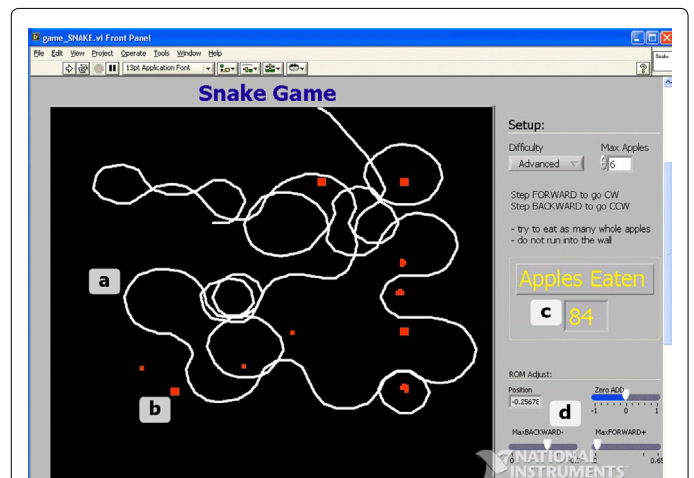 game_SNAKE.vi Front Panel
File Edit View Project Operate Tools Window Help
13pt Application Font
Snake
Snake Game
Setup:
Difficulty Max Apples
Advanced 6
Step FORWARD to go CW
Step BACKWARD to go CCW
- try to eat as many whole apples
- do not run into the wall
a
Apples Eaten
c 84
b
ROM Adjust:
Position Zero ADD
-0.25678
d
-1 0 1
MaxBACKWARD- MaxFORWARD+
NATIONAL
INSTRUMENTS